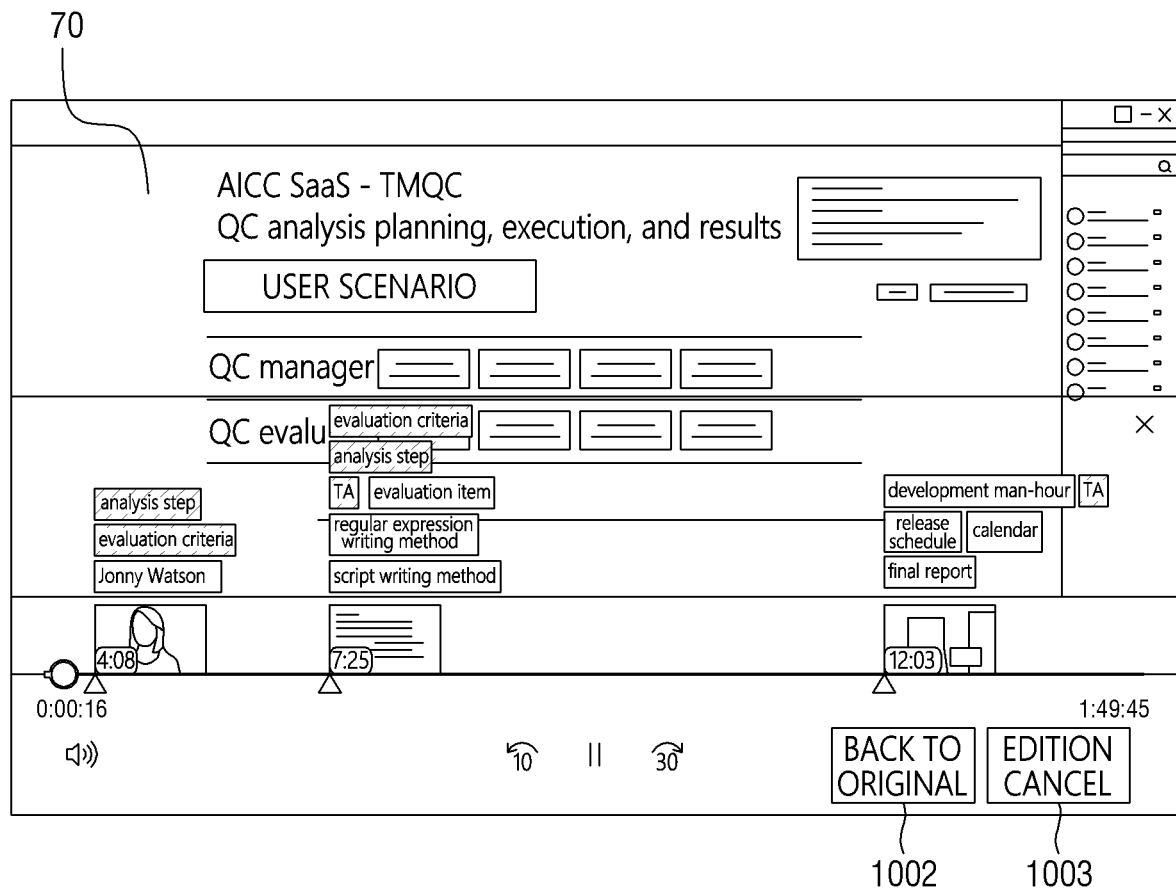 70
AICC SaaS - TMQC
QC analysis planning, execution, and results
USER SCENARIO
QC manager
QC evalu
evaluation criteria
analysis step
TA
evaluation item
regular expression
writing method
script writing method
analysis step
evaluation criteria
Jonny Watson
development man-hour
TA
release
schedule
calendar
final report
4:08
7:25
12:03
0:00:16
1:49:45
10
30
BACK TO
ORIGINAL
EDITION
CANCEL
1002
1003